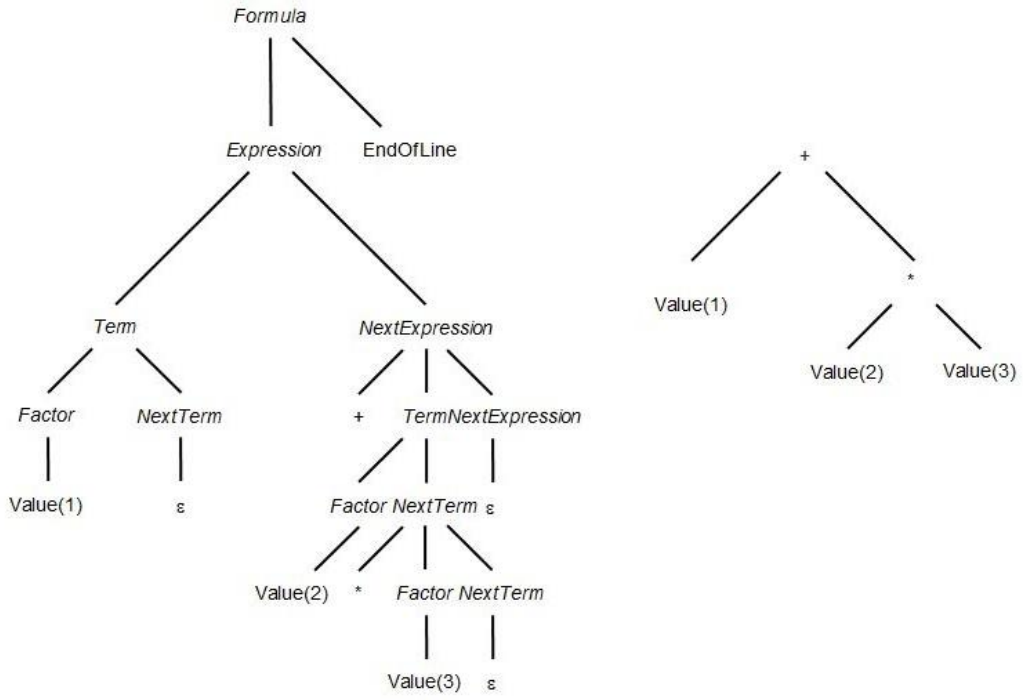 Formula
Expression EndOfLine
+
*
Value(1)
Term NextExpression
Value(2) Value(3)
Factor NextTerm + TermNextExpression
Value(1) ε Factor NextTerm ε
Value(2) * Factor NextTerm
Value(3) ε